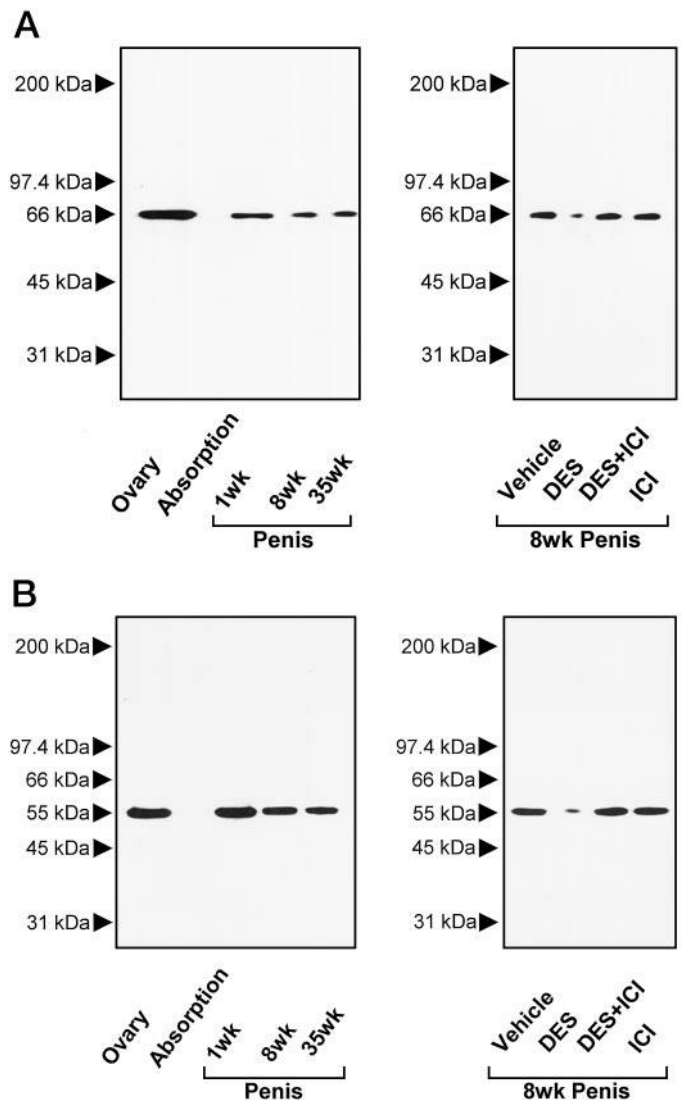 A
200 kDa
97.4 kDa
66 kDa
45 kDa
31 kDa
Ovary
Absorption
1wk
8wk
35wk
Penis
200 kDa
97.4 kDa
66 kDa
45 kDa
31 kDa
Vehicle
DES
DES+ICI
ICI
8wk Penis
B
200 kDa
97.4 kDa
66 kDa
55 kDa
45 kDa
31 kDa
Ovary
Absorption
1wk
8wk
35wk
Penis
200 kDa
97.4 kDa
66 kDa
55 kDa
45 kDa
31 kDa
Vehicle
DES
DES+ICI
ICI
8wk Penis